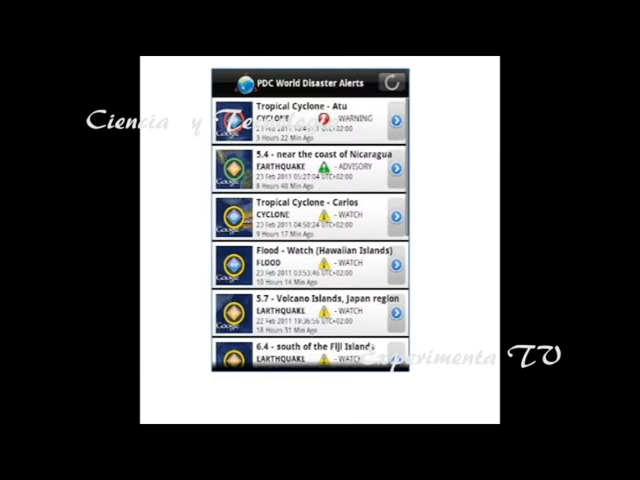 PDC World Disaster Alerts
Tropical Cyclone - Atu
CYCLONE - WARNING
Ciencia y
3 Hours 22 Min Ago
5.4 - near the coast of Nicaragua
EARTHQUAKE - ADVISORY
23 Feb 2011 05:27:04 UTC+02:00
8 Hours 40 Min Ago
Google
Tropical Cyclone - Carlos
CYCLONE - WATCH
23 Feb 2011 04:50:24 UTC+02:00
9 Hours 17 Min Ago
Google
Flood - Watch (Hawaiian Islands)
FLOOD - WATCH
23 Feb 2011 03:53:46 UTC+02:00
10 Hours 14 Min Ago
Google
5.7 - Volcano Islands, Japan region
EARTHQUAKE - WATCH
22 Feb 2011 19:36:56 UTC+02:00
18 Hours 31 Min Ago
Google
6.4 - south of the Fiji Islands
EARTHQUAKE - WATCH
Experimenta TV